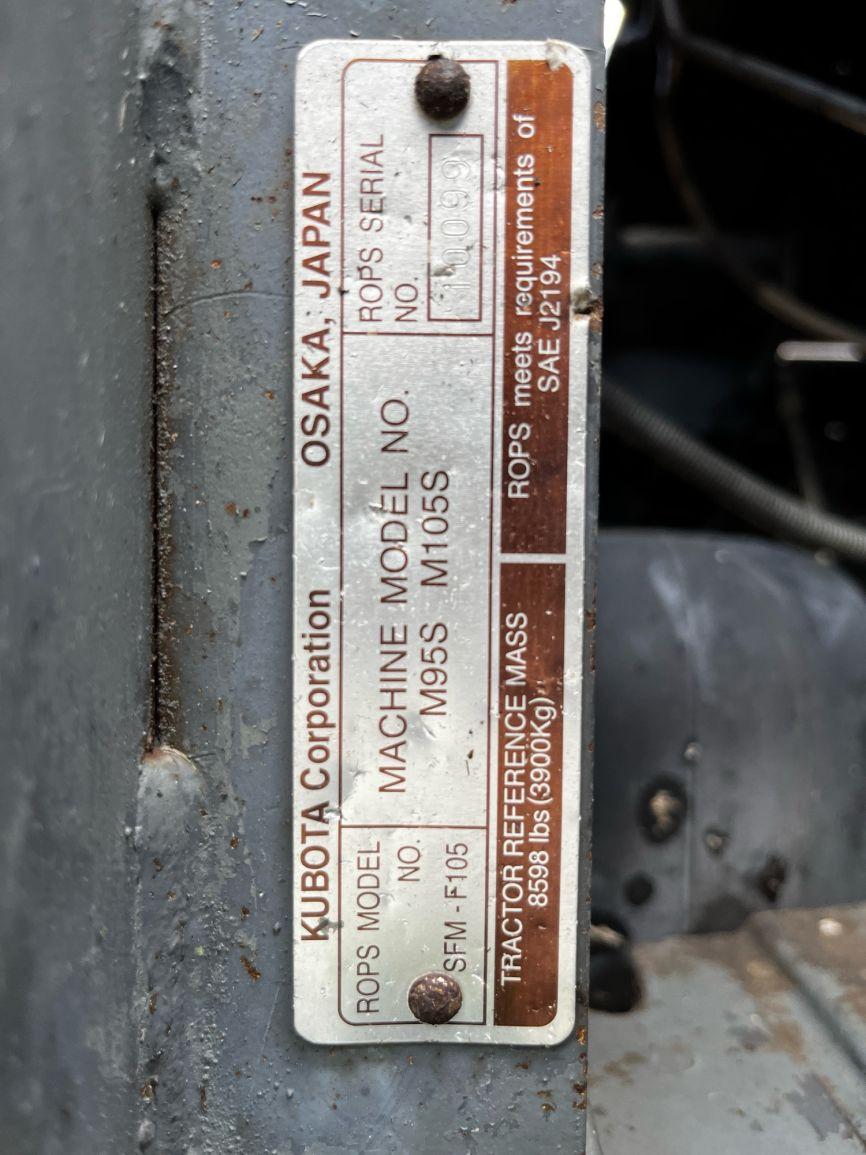 KUBOTA Corporation OSAKA, JAPAN
ROPS MODEL NO.
SFM - F105
MACHINE MODEL NO.
M95S M105S
ROPS SERIAL NO.
10099
TRACTOR REFERENCE MASS
8598 lbs (3900Kg)
ROPS meets requirements of
SAE J2194